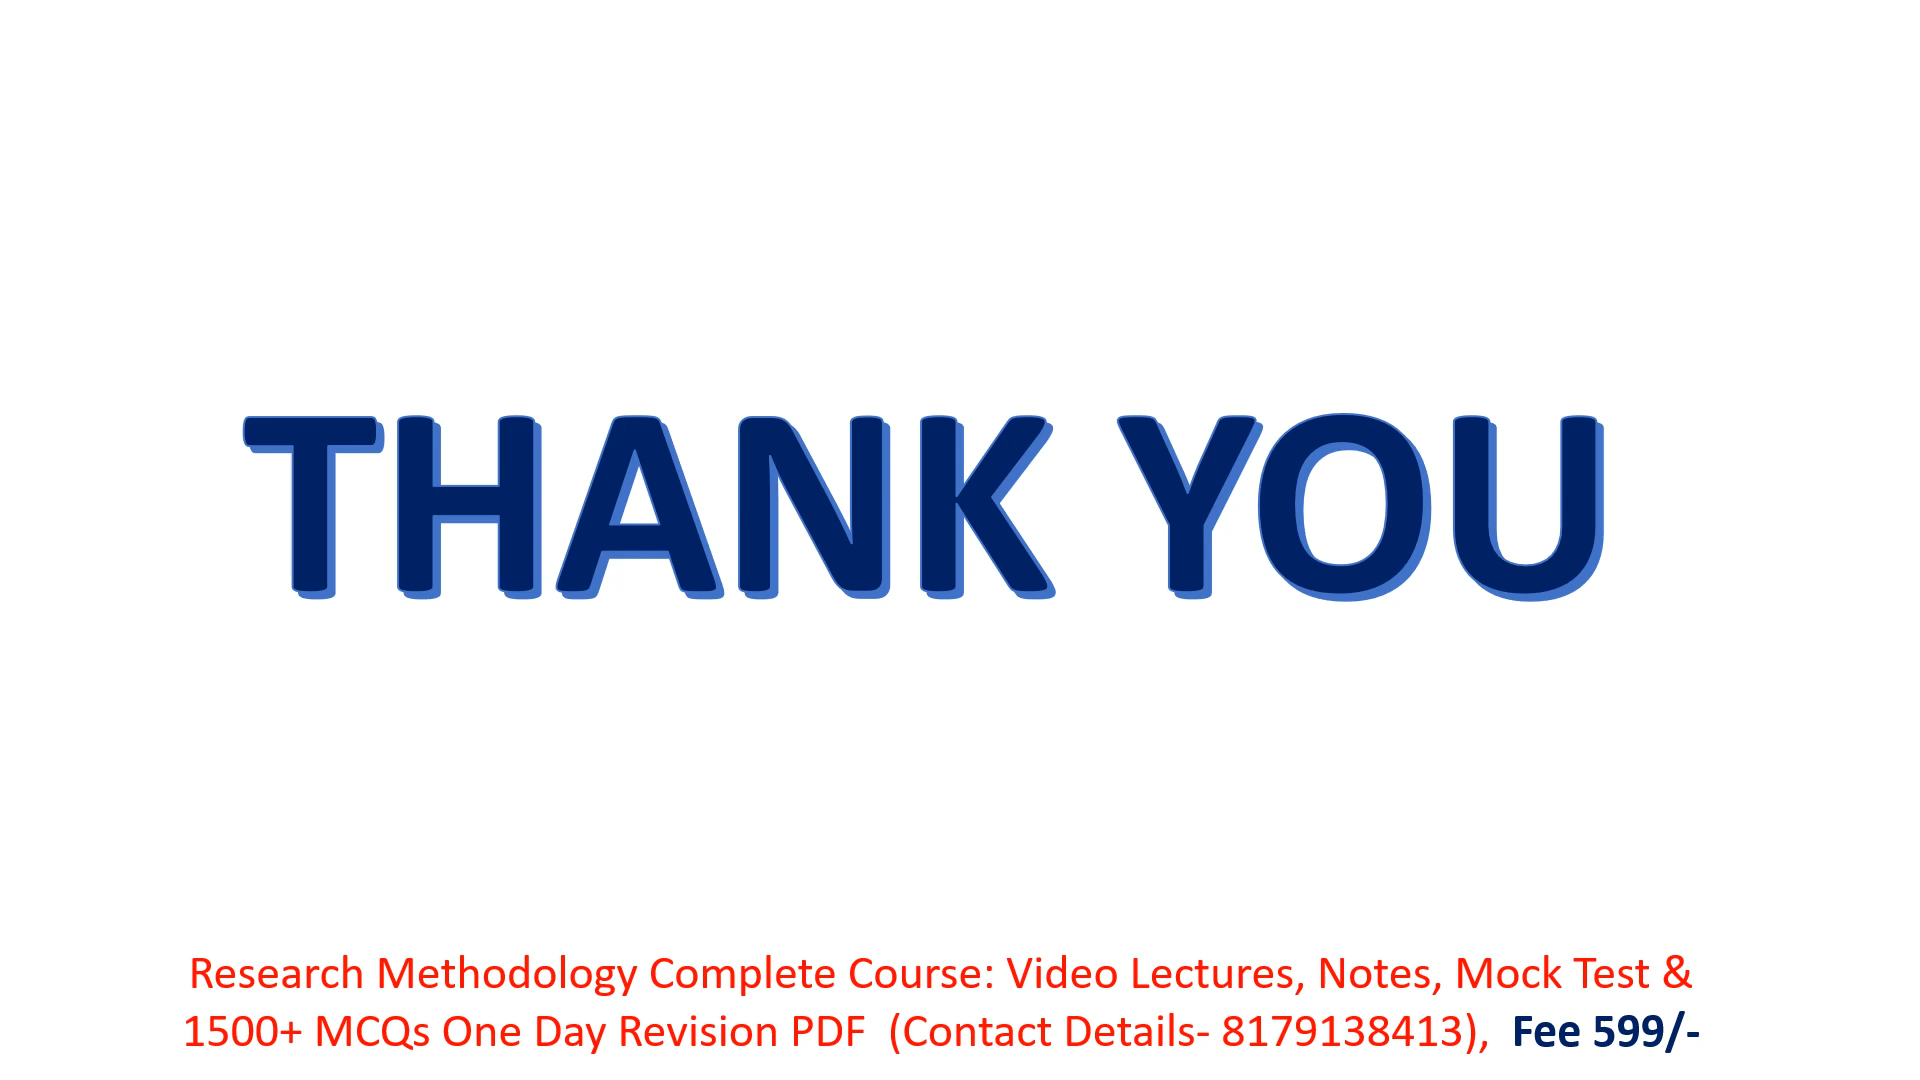 THANK YOU
Research Methodology Complete Course: Video Lectures, Notes, Mock Test &
1500+ MCQs One Day Revision PDF (Contact Details- 8179138413), Fee 599/-